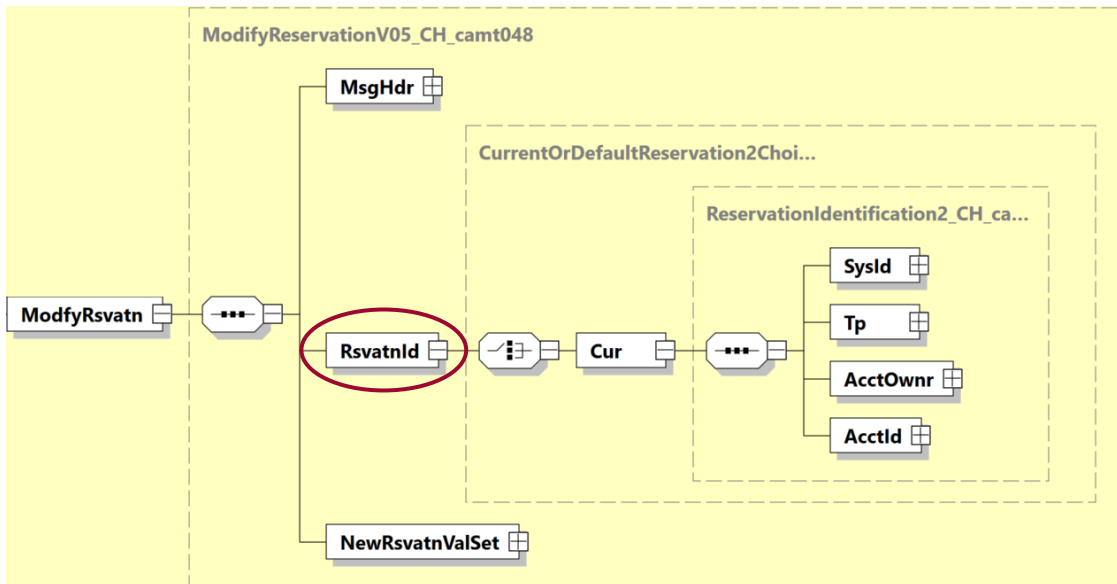 ModifyReservationV05_CH_camt048
MsgHdr
CurrentOrDefaultReservation2Choi...
ReservationIdentification2_CH_ca...
SysId
ModfyRsvatn
Tp
RsvatnId
Cur
AcctOwnr
AcctId
NewRsvatnValSet